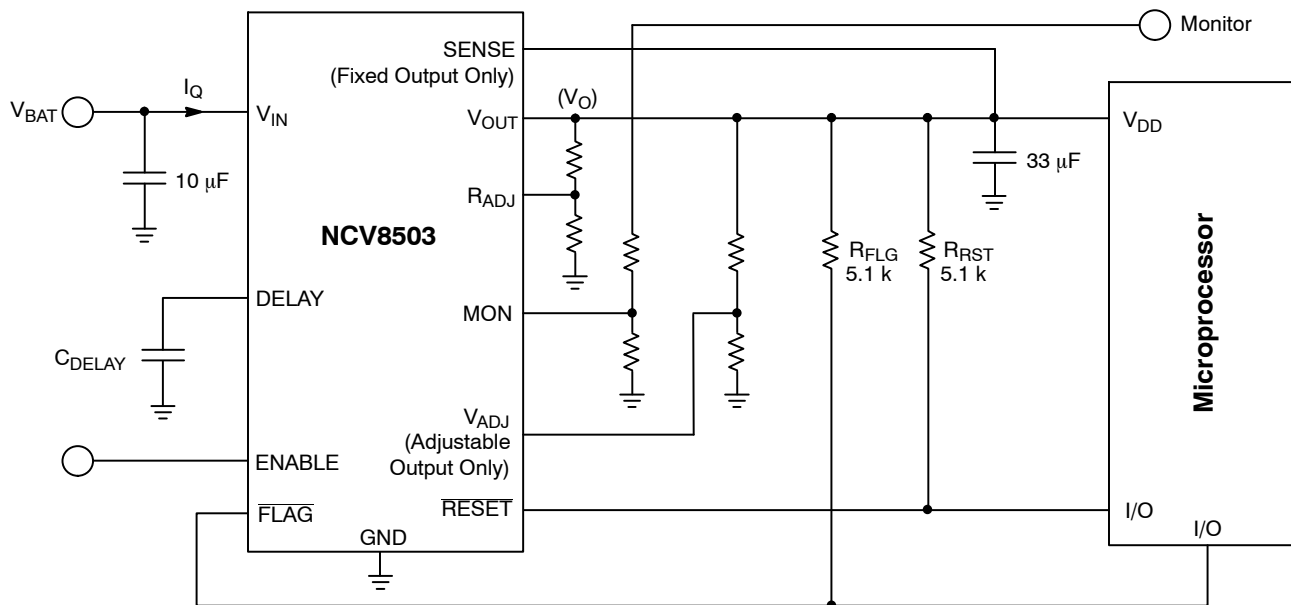 Monitor
SENSE
(Fixed Output Only)
V_BAT
I_Q
V_IN
(V_O)
V_OUT
V_DD
10 μF
33 μF
R_ADJ
NCV8503
R_FLG
5.1 k
R_RST
5.1 k
Microprocessor
DELAY
MON
C_DELAY
V_ADJ
(Adjustable
Output Only)
ENABLE
FLAG
RESET
I/O
I/O
GND